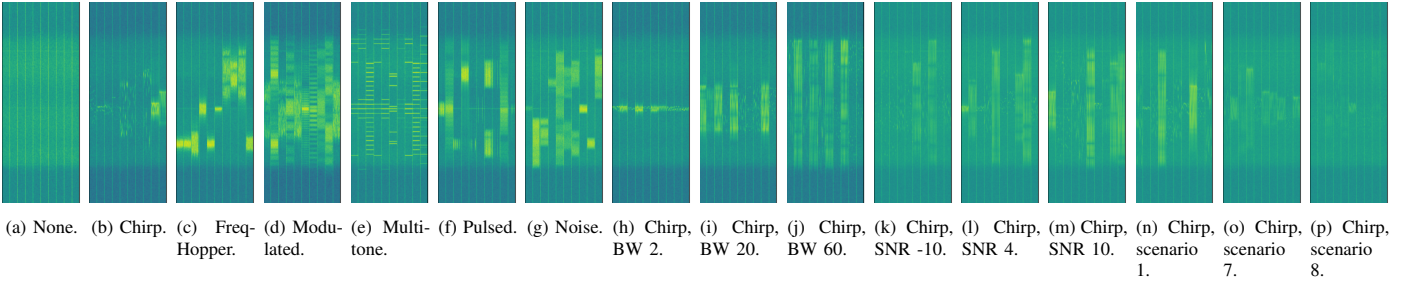 (a) None.
(b) Chirp.
(c) Freq-
Hopper.
(d) Modu-
lated.
(e) Multi-
tone.
(f) Pulsed.
(g) Noise.
(h) Chirp,
BW 2.
(i) Chirp,
BW 20.
(j) Chirp,
BW 60.
(k) Chirp,
SNR -10.
(l) Chirp,
SNR 4.
(m) Chirp,
SNR 10.
(n) Chirp,
scenario
1.
(o) Chirp,
scenario
7.
(p) Chirp,
scenario
8.